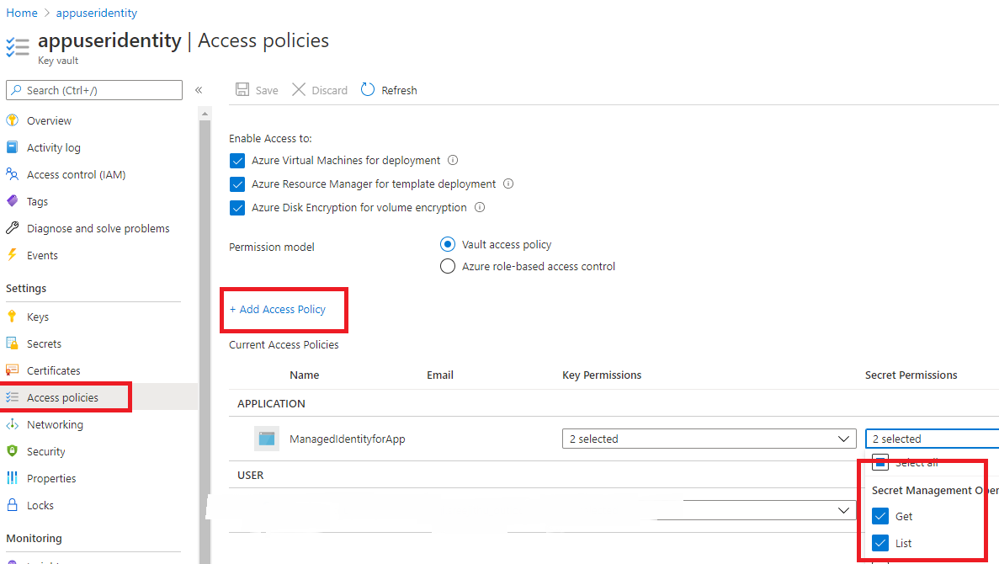 Home > appuseridentity
appuseridentity | Access policies
Key vault
Search (Ctrl+/)
«
Save
Discard
Refresh
Overview
Activity log
Access control (IAM)
Tags
Diagnose and solve problems
Events
Settings
Keys
Secrets
Certificates
Access policies
Networking
Security
Properties
Locks
Monitoring
Enable Access to:
Azure Virtual Machines for deployment
Azure Resource Manager for template deployment
Azure Disk Encryption for volume encryption
Permission model
Vault access policy
Azure role-based access control
+ Add Access Policy
Current Access Policies
Name Email Key Permissions Secret Permissions
APPLICATION
ManagedIdentityforApp 2 selected 2 selected
Select all
USER
Secret Management Oper
Get
List